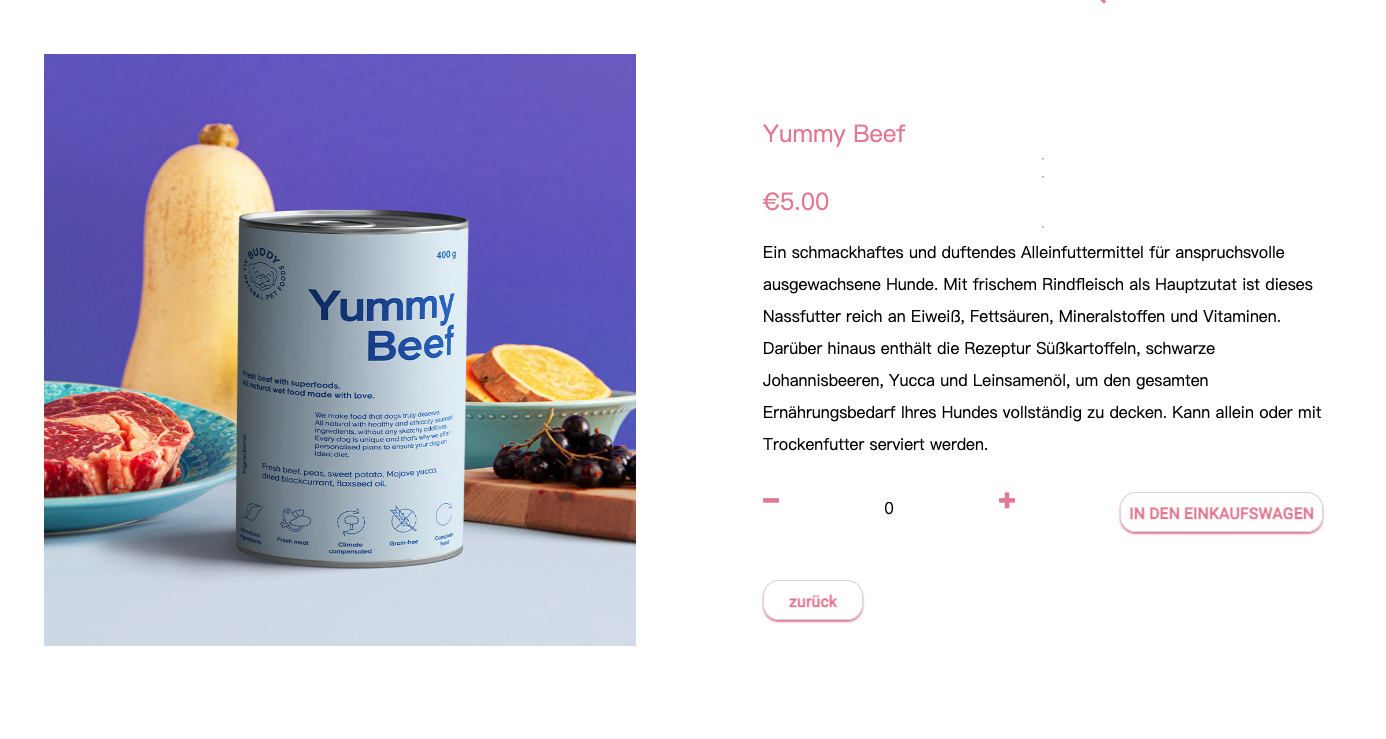 BUDDY
ALL NATURAL PET FOODS
400 g
Yummy
Beef
Fresh beef with superfoods.
All natural wet food made with love.
We make food that dogs truly deserve.
All natural with healthy and ethically sourced
ingredients, without any sketchy additives.
Every dog is unique and that's why we offer
personalised plans to ensure your dog an
ideal diet.
Ingredients
Fresh beef, peas, sweet potato, Mojave yucca,
dried blackcurrant, flaxseed oil.
ingredients
Fresh meat
Climate
compensated
Grain-free
Complete
food
Yummy Beef
€5.00
Ein schmackhaftes und duftendes Alleinfuttermittel für anspruchsvolle
ausgewachsene Hunde. Mit frischem Rindfleisch als Hauptzutat ist dieses
Nassfutter reich an Eiweiß, Fettsäuren, Mineralstoffen und Vitaminen.
Darüber hinaus enthält die Rezeptur Süßkartoffeln, schwarze
Johannisbeeren, Yucca und Leinsamenöl, um den gesamten
Ernährungsbedarf Ihres Hundes vollständig zu decken. Kann allein oder mit
Trockenfutter serviert werden.
0
IN DEN EINKAUFSWAGEN
zurück